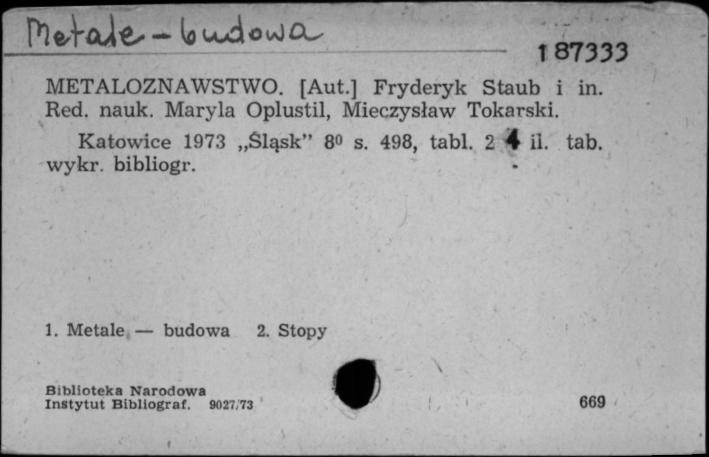 Metale - budowa
187333
METALOZNAWSTWO. [Aut.] Fryderyk Staub i in.
Red. nauk. Maryla Oplustil, Mieczysław Tokarski.
Katowice 1973 „Śląsk” 8⁰ s. 498, tabl. 2 4 il. tab.
wykr. bibliogr.
1. Metale — budowa 2. Stopy
Biblioteka Narodowa
Instytut Bibliograf. 9027/73
669